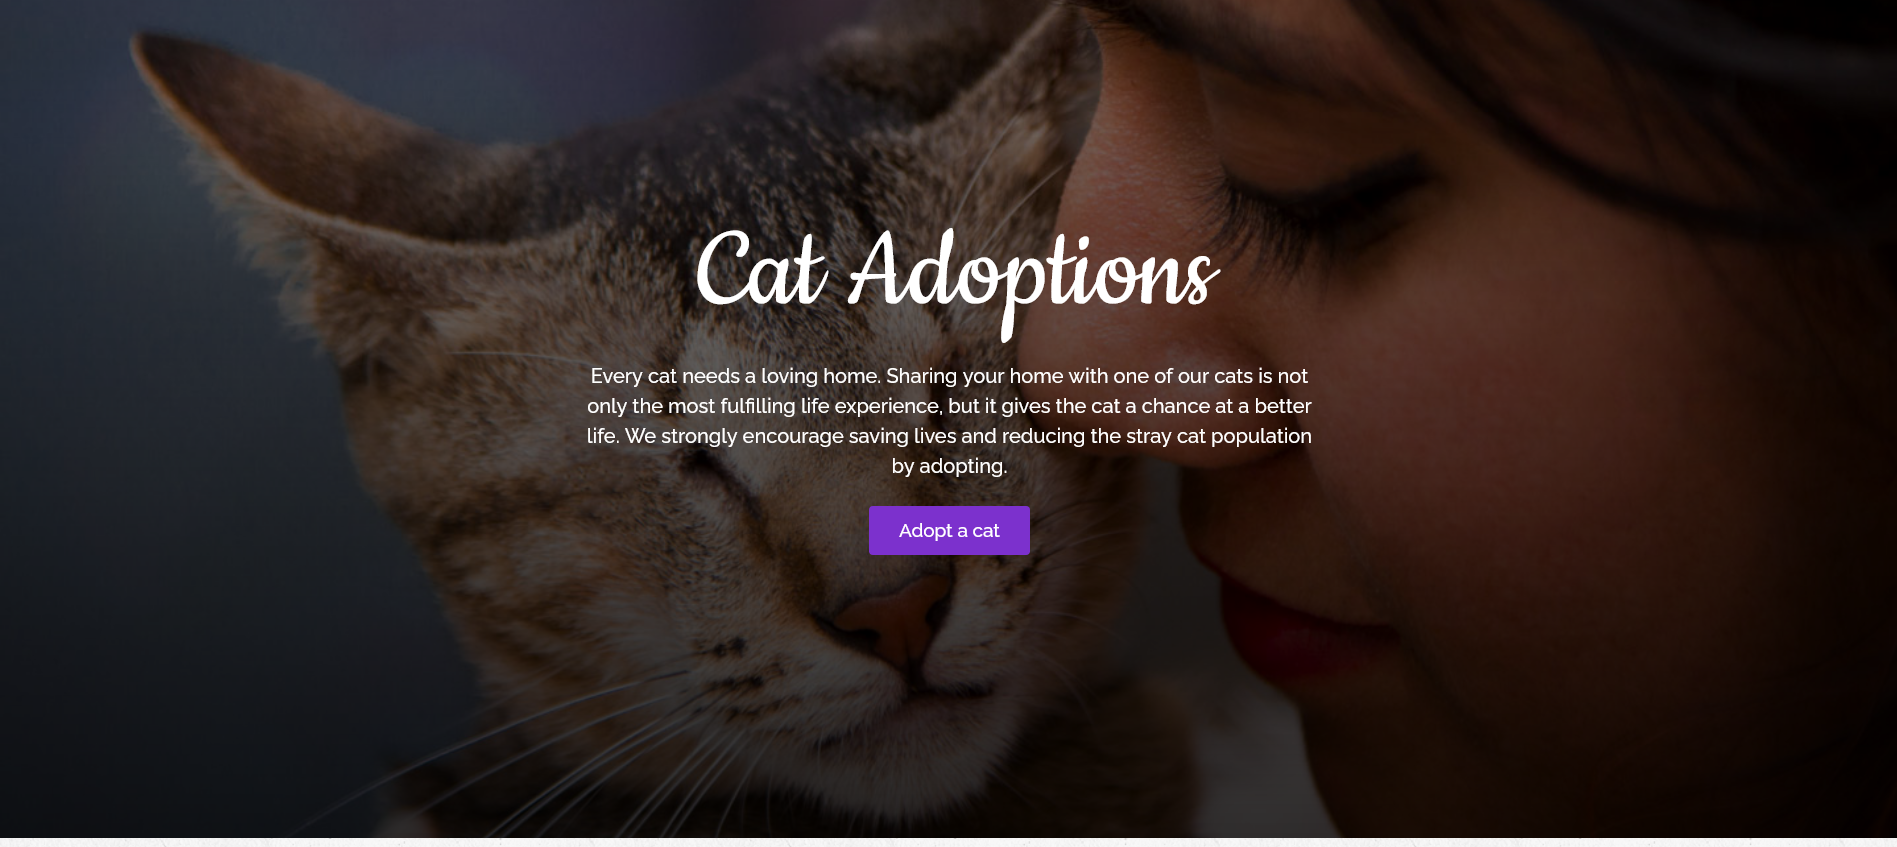 Cat Adoptions
Every cat needs a loving home. Sharing your home with one of our cats is not
only the most fulfilling life experience, but it gives the cat a chance at a better
life. We strongly encourage saving lives and reducing the stray cat population
by adopting.
Adopt a cat